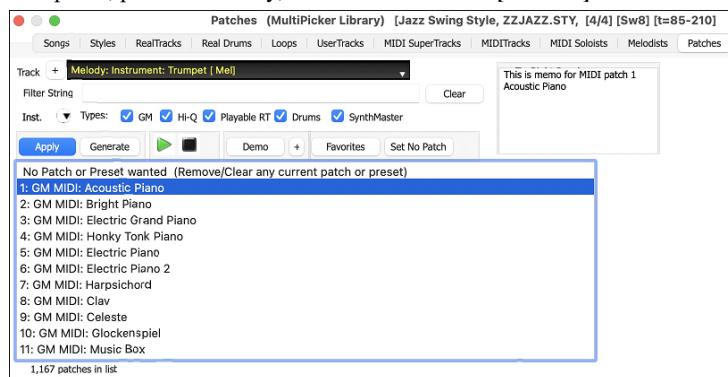 Patches (MultiPicker Library) [Jazz Swing Style, ZZJAZZ.STY, [4/4] [Sw8] [t=85-210]
Songs Styles RealTracks Real Drums Loops UserTracks MIDI SuperTracks MIDITracks MIDI Soloists Melodists Patches
Track + Melody: Instrument: Trumpet [ Mel]
This is memo for MIDI patch 1
Acoustic Piano
Filter String Clear
Inst. Types: GM Hi-Q Playable RT Drums SynthMaster
Apply Generate Demo + Favorites Set No Patch
No Patch or Preset wanted (Remove/Clear any current patch or preset)
1: GM MIDI: Acoustic Piano
2: GM MIDI: Bright Piano
3: GM MIDI: Electric Grand Piano
4: GM MIDI: Honky Tonk Piano
5: GM MIDI: Electric Piano
6: GM MIDI: Electric Piano 2
7: GM MIDI: Harpsichord
8: GM MIDI: Clav
9: GM MIDI: Celeste
10: GM MIDI: Glockenspiel
11: GM MIDI: Music Box
1,167 patches in list